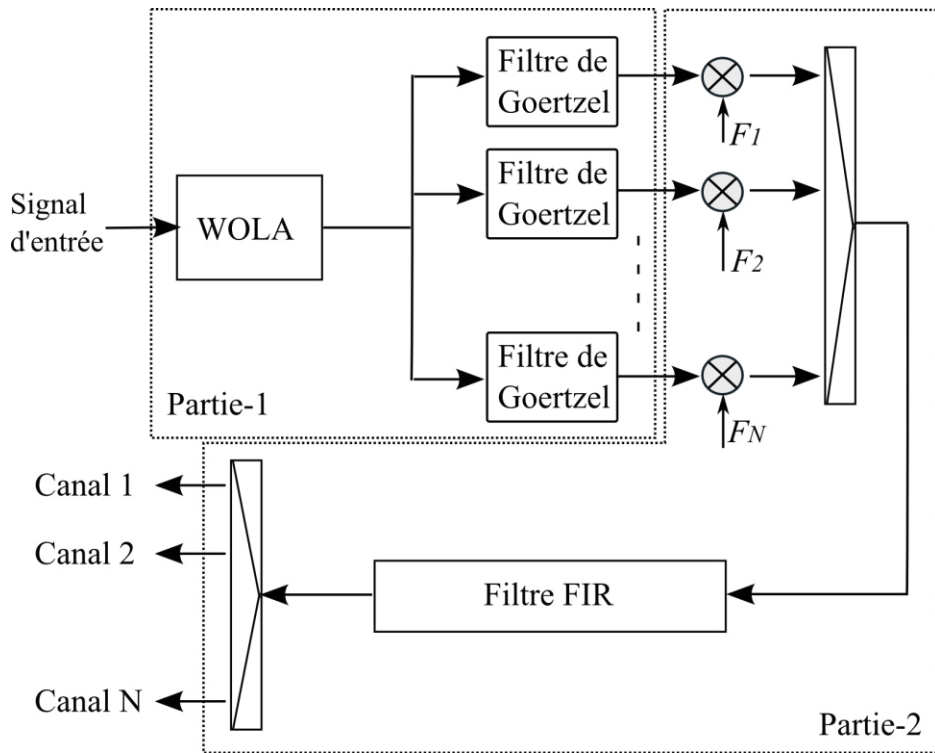 Filtre de
Goertzel
F1
Filtre de
Goertzel
F2
Signal
d'entrée
WOLA
Filtre de
Goertzel
FN
Partie-1
Canal 1
Canal 2
Filtre FIR
Canal N
Partie-2